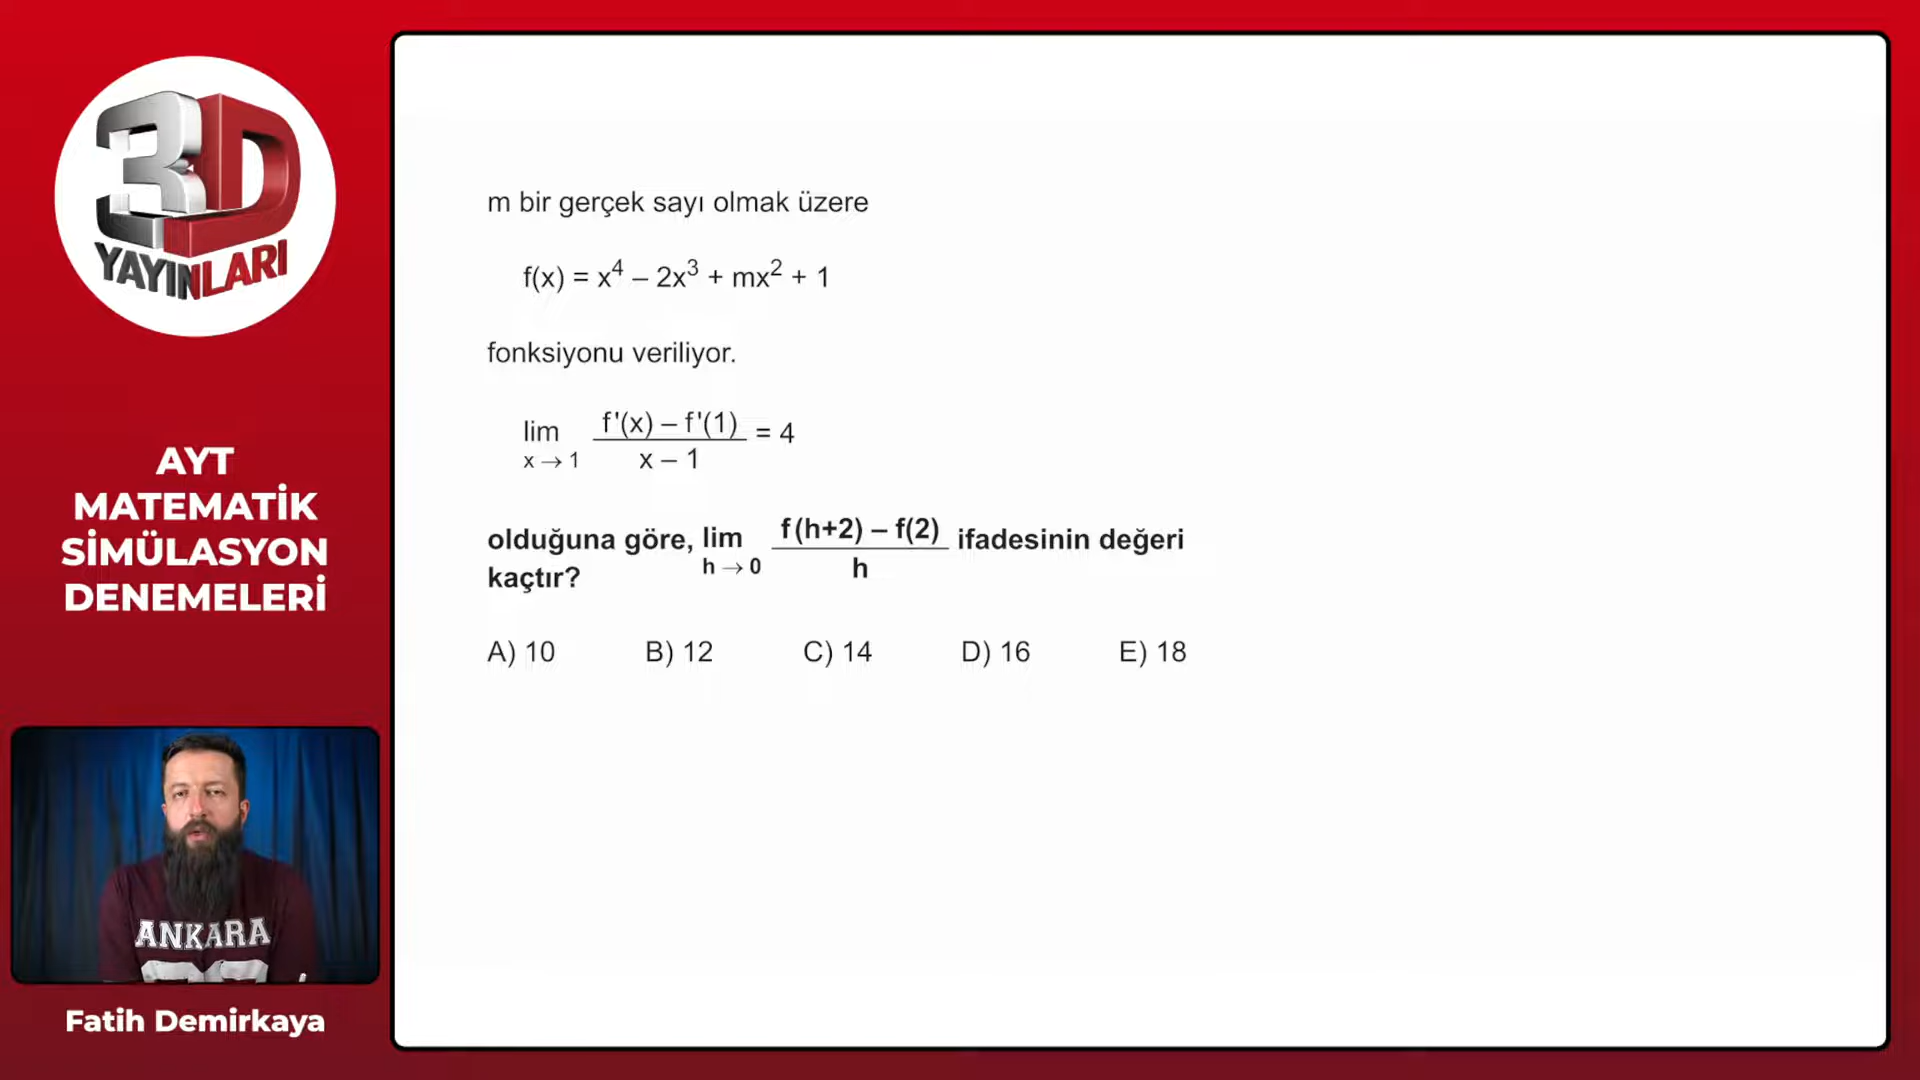 3D
YAYINLARI
AYT
MATEMATİK
SİMÜLASYON
DENEMELERİ
ANKARA
Fatih Demirkaya
m bir gerçek sayı olmak üzere
f(x) = x⁴ – 2x³ + mx² + 1
fonksiyonu veriliyor.
lim x → 1 f'(x) – f'(1) / x – 1 = 4
olduğuna göre, lim h → 0 f(h+2) – f(2) / h ifadesinin değeri
kaçtır?
A) 10 B) 12 C) 14 D) 16 E) 18